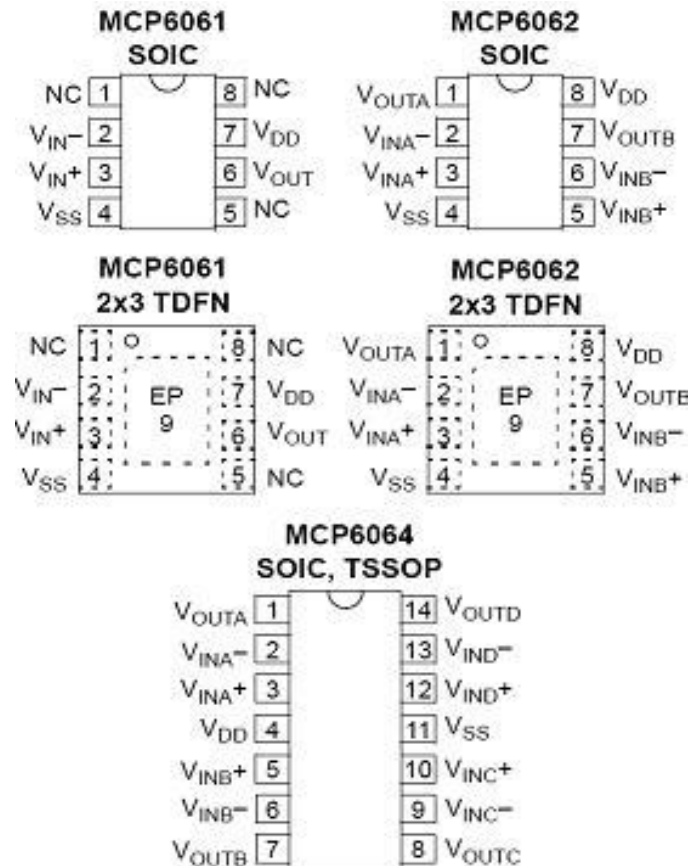 MCP6061
SOIC
NC 1 8 NC
VIN– 2 7 VDD
VIN+ 3 6 VOUT
VSS 4 5 NC
MCP6062
SOIC
VOUTA 1 8 VDD
VINA– 2 7 VOUTB
VINA+ 3 6 VINB–
VSS 4 5 VINB+
MCP6061
2x3 TDFN
NC 1 8 NC
VIN– 2 EP 7 VDD
VIN+ 3 9 6 VOUT
VSS 4 5 NC
MCP6062
2x3 TDFN
VOUTA 1 8 VDD
VINA– 2 EP 7 VOUTB
VINA+ 3 9 6 VINB–
VSS 4 5 VINB+
MCP6064
SOIC, TSSOP
VOUTA 1 14 VOUTD
VINA– 2 13 VIND–
VINA+ 3 12 VIND+
VDD 4 11 VSS
VINB+ 5 10 VINC+
VINB– 6 9 VINC–
VOUTB 7 8 VOUTC